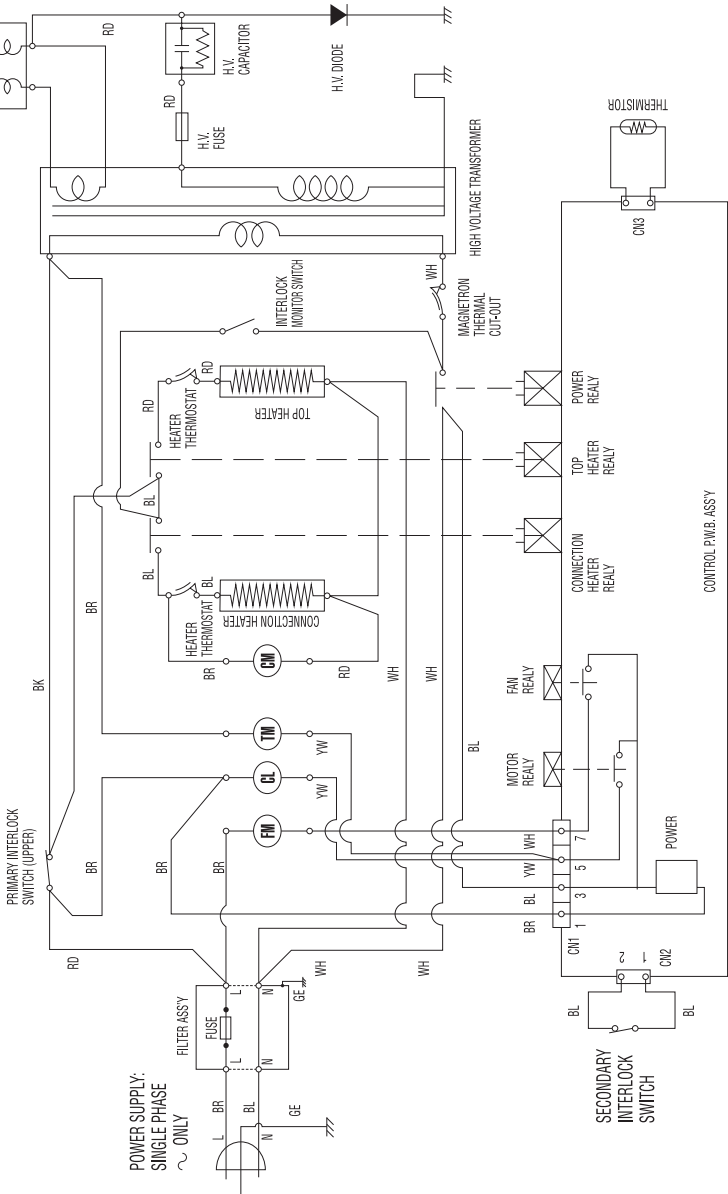 POWER SUPPLY:
SINGLE PHASE
~ ONLY
PRIMARY INTERLOCK
SWITCH (UPPER)
BK
RD
RD
FILTER ASS'Y
FUSE
L
BR
L
L
BL
N
N
N
GE
GE
BR
BR
BR
BR
BR
HEATER
THERMOSTAT
BL
BL
BL
RD
HEATER
THERMOSTAT
RD
CONNECTION HEATER
TOP HEATER
INTERLOCK
MONITOR SWITCH
FM
CL
TM
CM
RD
YW
YW
WH
WH
WH
WH
BL
WH
MAGNETRON
THERMAL
CUT-OUT
RD
H.V.
FUSE
H.V.
CAPACITOR
H.V. DIODE
HIGH VOLTAGE TRANSFORMER
BR
BL
YW
WH
CN1
1
3
5
7
MOTOR
REALY
FAN
REALY
CONNECTION
HEATER
REALY
TOP
HEATER
REALY
POWER
REALY
CN3
THERMISTOR
POWER
BL
BL
2
1
CN2
SECONDARY
INTERLOCK
SWITCH
CONTROL P.W.B. ASS'Y